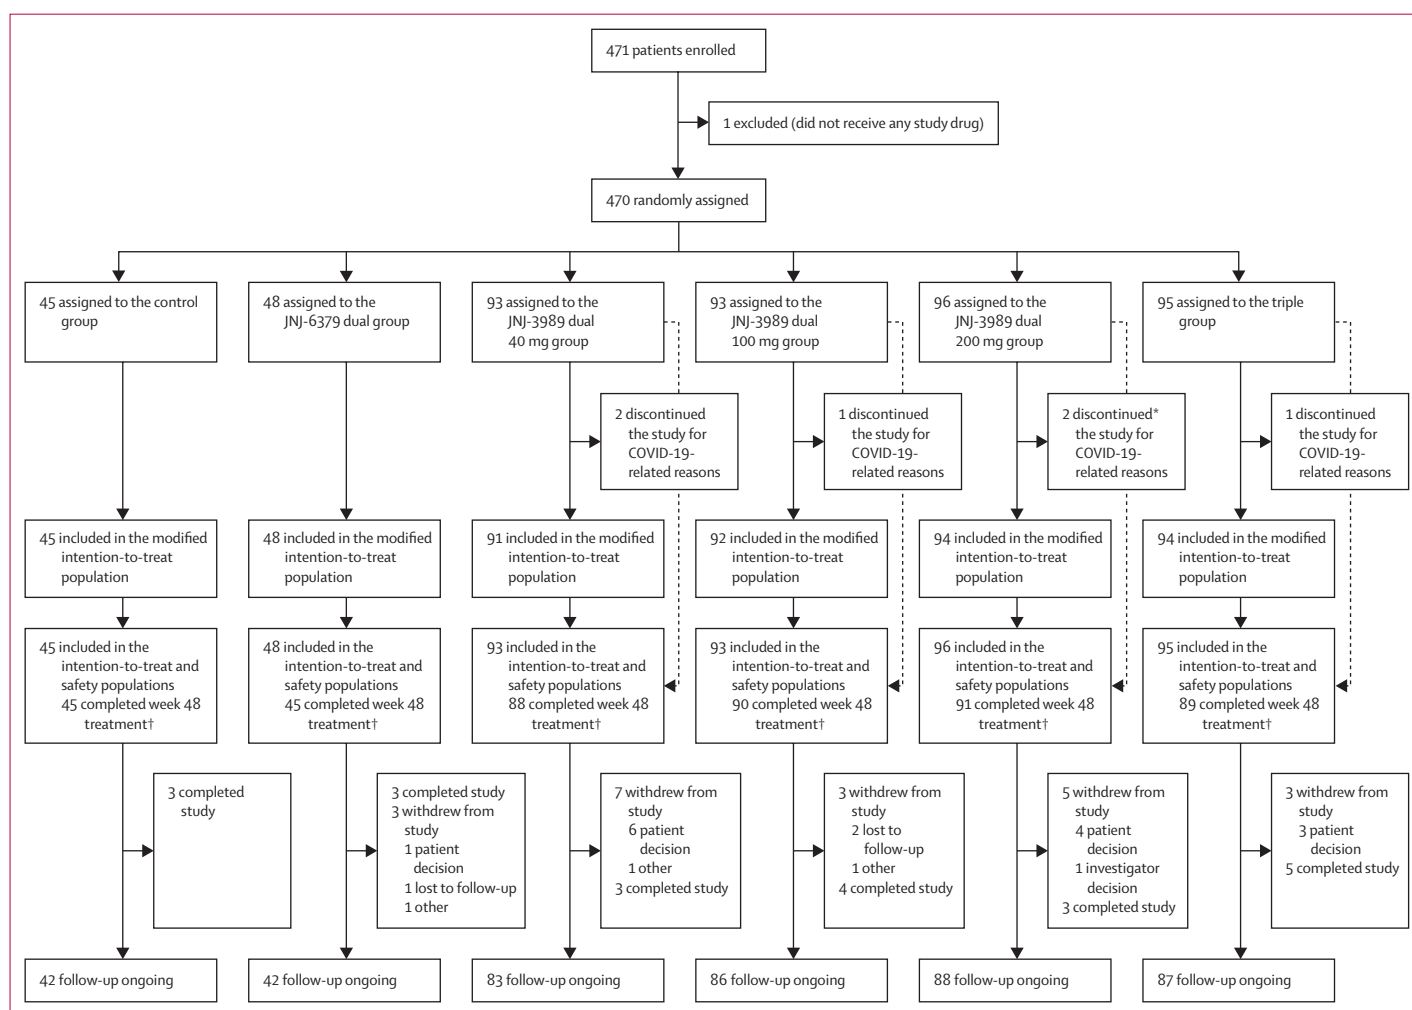 471 patients enrolled
1 excluded (did not receive any study drug)
470 randomly assigned
45 assigned to the control
group
48 assigned to the
JNJ-6379 dual group
93 assigned to the
JNJ-3989 dual
40 mg group
93 assigned to the
JNJ-3989 dual
100 mg group
96 assigned to the
JNJ-3989 dual
200 mg group
95 assigned to the triple
group
2 discontinued
the study for
COVID-19-
related reasons
1 discontinued
the study for
COVID-19-
related reasons
2 discontinued*
the study for
COVID-19-
related reasons
1 discontinued
the study for
COVID-19-
related reasons
45 included in the modified
intention-to-treat
population
48 included in the modified
intention-to-treat
population
91 included in the modified
intention-to-treat
population
92 included in the modified
intention-to-treat
population
94 included in the modified
intention-to-treat
population
94 included in the modified
intention-to-treat
population
45 included in the
intention-to-treat and
safety populations
45 completed week 48
treatment†
48 included in the
intention-to-treat and
safety populations
45 completed week 48
treatment†
93 included in the
intention-to-treat and
safety populations
88 completed week 48
treatment†
93 included in the
intention-to-treat and
safety populations
90 completed week 48
treatment†
96 included in the
intention-to-treat and
safety populations
91 completed week 48
treatment†
95 included in the
intention-to-treat and
safety populations
89 completed week 48
treatment†
3 completed
study
3 completed study
3 withdrew from
study
1 patient
decision
1 lost to follow-up
1 other
7 withdrew from
study
6 patient
decision
1 other
3 completed study
3 withdrew from
study
2 lost to
follow-up
1 other
4 completed study
5 withdrew from
study
4 patient
decision
1 investigator
decision
3 completed study
3 withdrew from
study
3 patient
decision
5 completed study
42 follow-up ongoing
42 follow-up ongoing
83 follow-up ongoing
86 follow-up ongoing
88 follow-up ongoing
87 follow-up ongoing